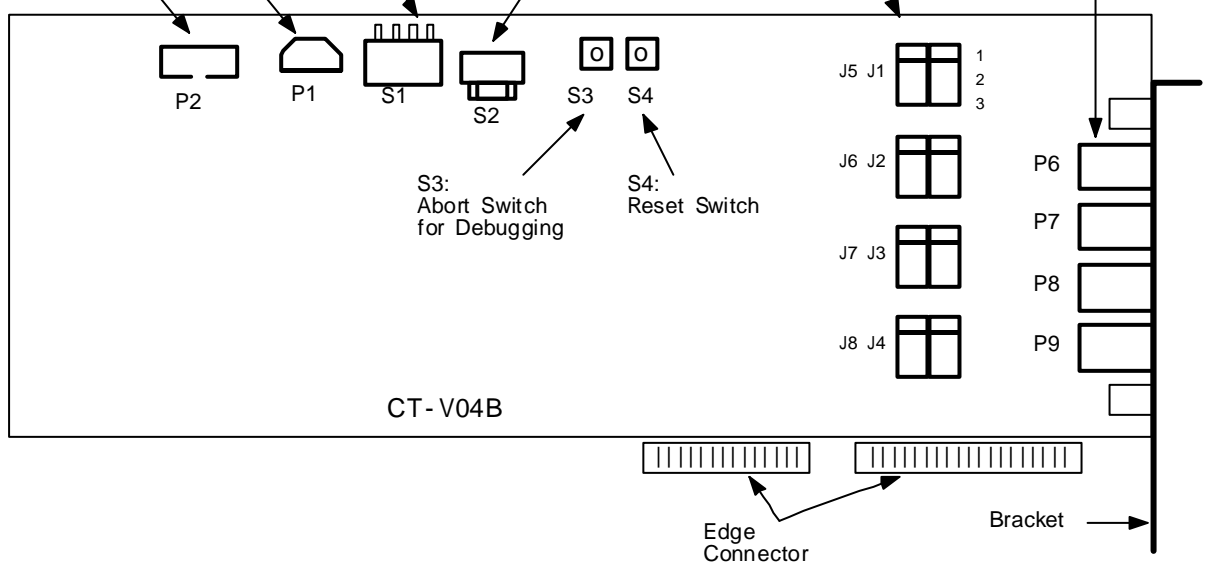 P2
P1
S1
S2
o
o
S3
S4
J5 J1
1
2
3
J6 J2
J7 J3
J8 J4
P6
P7
P8
P9
S3:
Abort Switch
for Debugging
S4:
Reset Switch
CT-V04B
Edge
Connector
Bracket